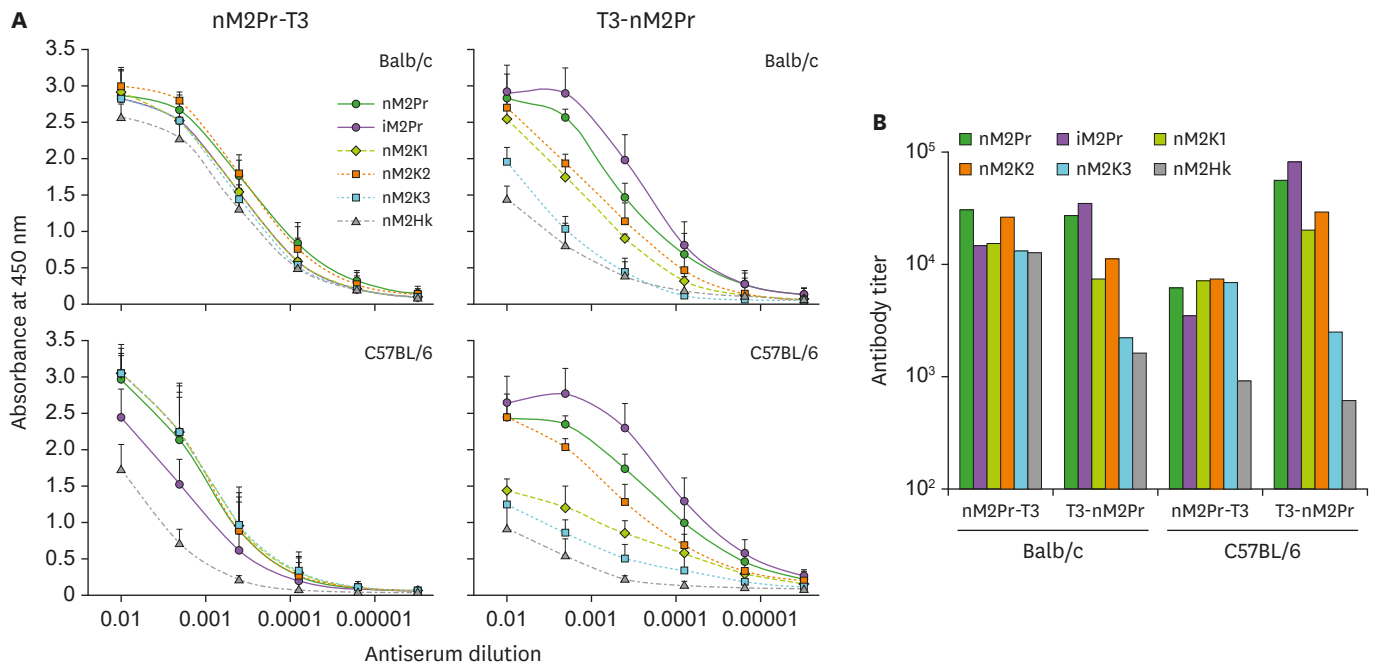 A
nM2Pr-T3
T3-nM2Pr
Absorbance at 450 nm
3.5
3.0
2.5
2.0
1.5
1.0
0.5
0
Balb/c
nM2Pr
iM2Pr
nM2K1
nM2K2
nM2K3
nM2Hk
Balb/c
3.5
3.0
2.5
2.0
1.5
1.0
0.5
0
C57BL/6
C57BL/6
0.01 0.001 0.00001
0.01 0.001 0.00001
Antiserum dilution
B
nM2Pr iM2Pr nM2K1
nM2K2 nM2K3 nM2Hk
Antibody titer
10⁵
10⁴
10³
10²
nM2Pr-T3 T3-nM2Pr nM2Pr-T3 T3-nM2Pr
Balb/c C57BL/6